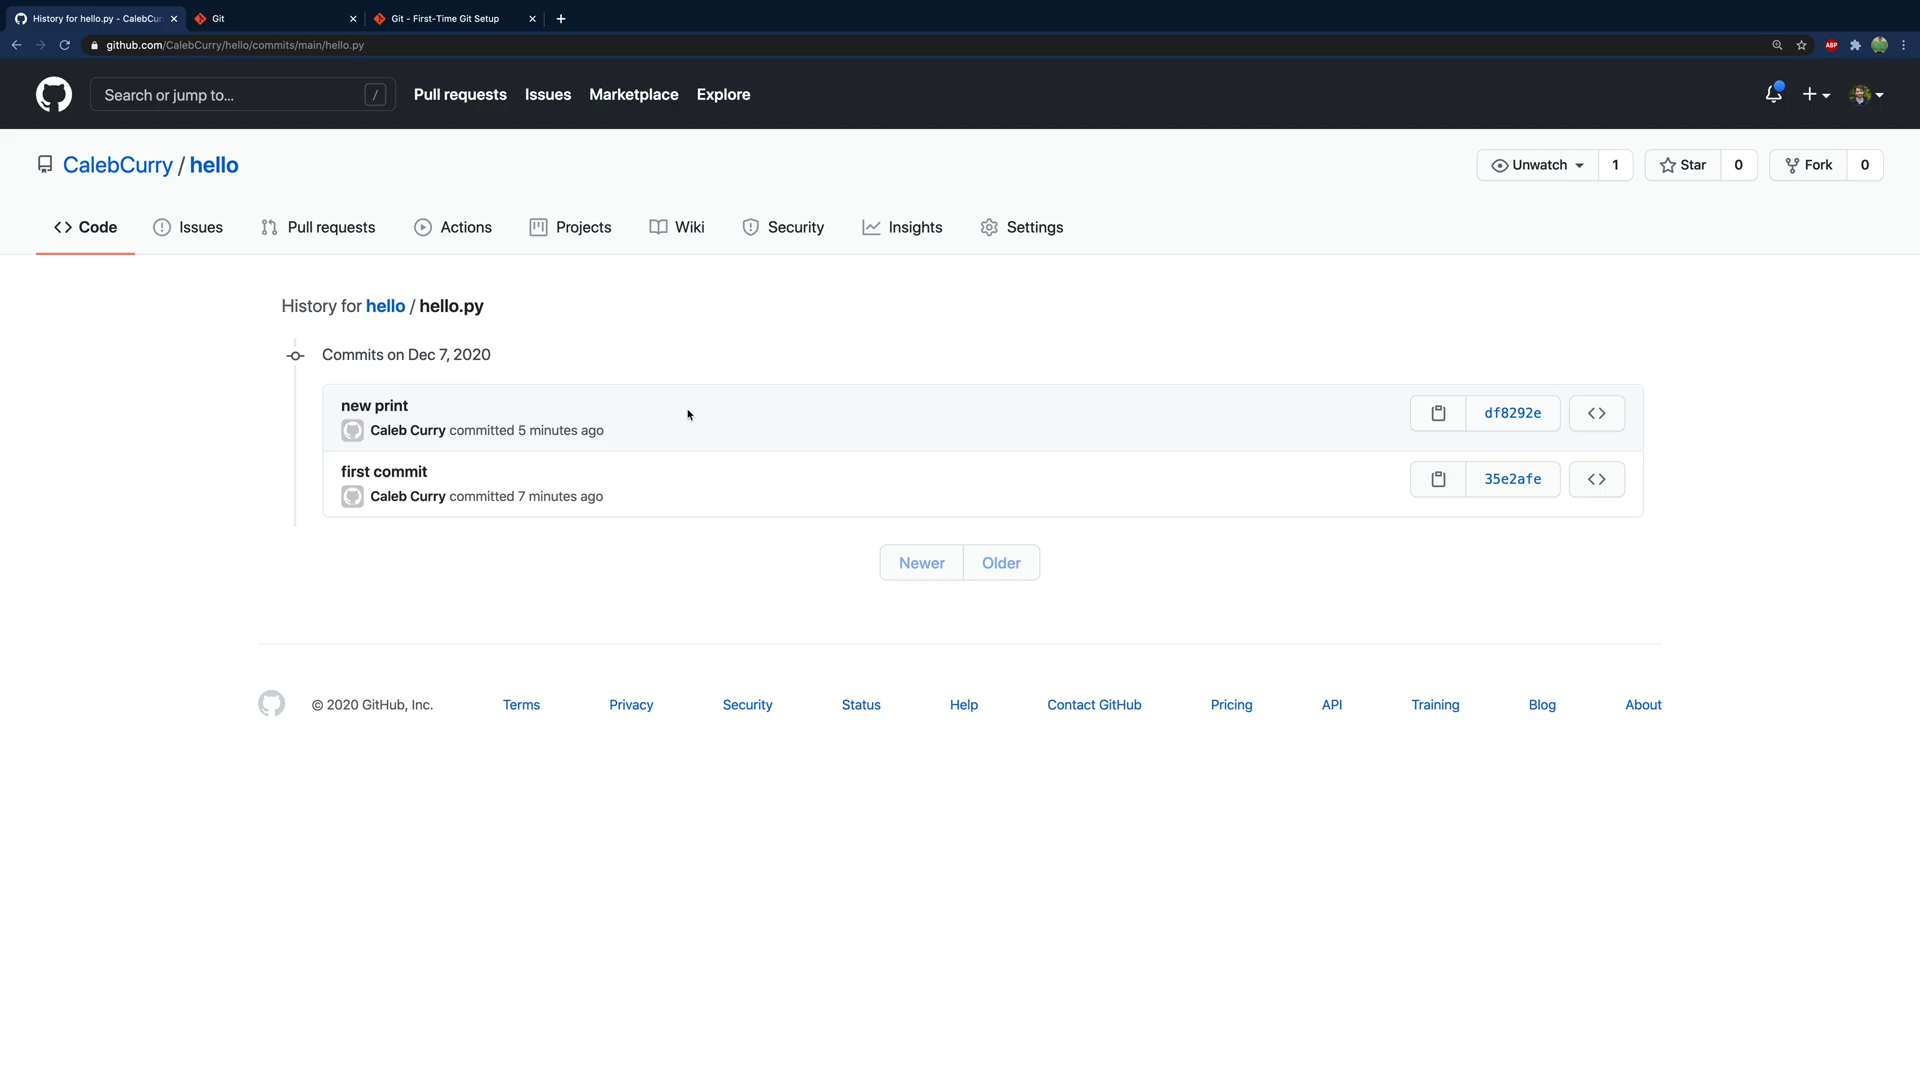 History for hello.py - CalebCur
Git
Git - First-Time Git Setup
github.com/CalebCurry/hello/commits/main/hello.py
ABP
Search or jump to...
/
Pull requests
Issues
Marketplace
Explore
CalebCurry / hello
Unwatch 1
Star 0
Fork 0
Code
Issues
Pull requests
Actions
Projects
Wiki
Security
Insights
Settings
History for hello / hello.py
Commits on Dec 7, 2020
new print
Caleb Curry committed 5 minutes ago
df8292e
first commit
Caleb Curry committed 7 minutes ago
35e2afe
Newer
Older
© 2020 GitHub, Inc.
Terms
Privacy
Security
Status
Help
Contact GitHub
Pricing
API
Training
Blog
About